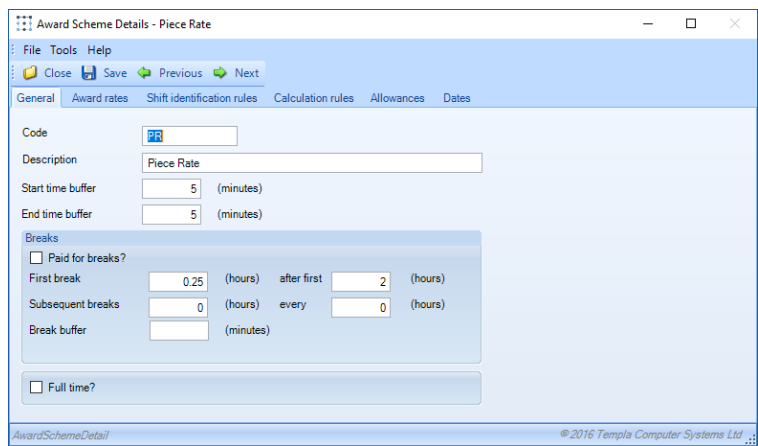 Award Scheme Details - Piece Rate
File Tools Help
Close Save Previous Next
General Award rates Shift identification rules Calculation rules Allowances Dates
Code PR
Description Piece Rate
Start time buffer 5 (minutes)
End time buffer 5 (minutes)
Breaks
Paid for breaks?
First break 0.25 (hours) after first 2 (hours)
Subsequent breaks 0 (hours) every 0 (hours)
Break buffer (minutes)
Full time?
AwardSchemeDetail ©2016 Templa Computer Systems Ltd